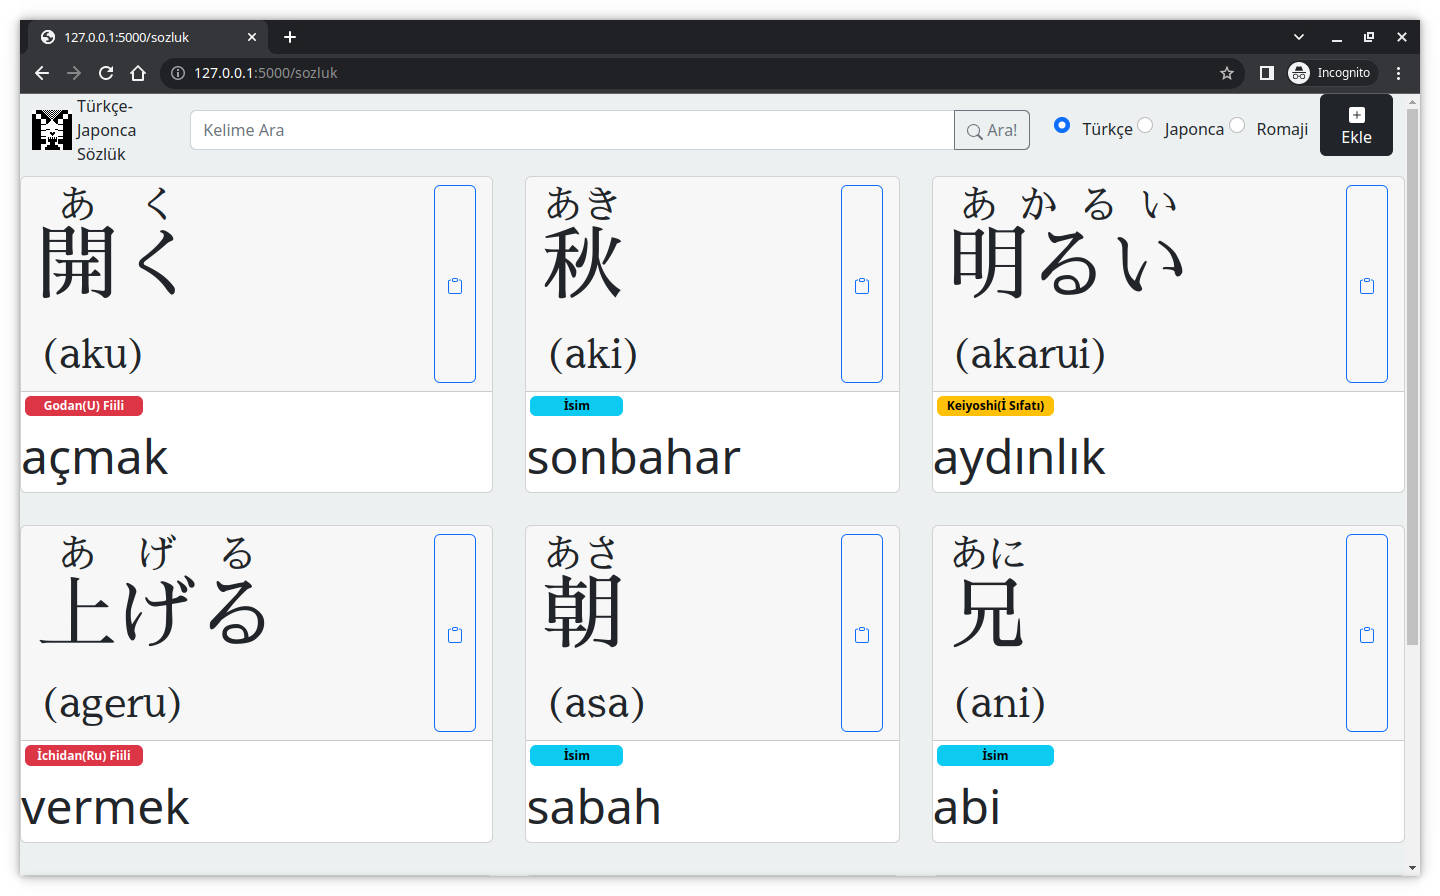 127.0.0.1:5000/sozluk
127.0.0.1:5000/sozluk
Incognito
Türkçe-
Japonca
Sözlük
Kelime Ara
Ara!
Türkçe
Japonca
Romaji
Ekle
あく
開く
(aku)
Godan(U) Fiili
açmak
あき
秋
(aki)
İsim
sonbahar
あかるい
明るい
(akarui)
Keiyoshi(İ Sıfatı)
aydınlık
あげる
上げる
(ageru)
İchidan(Ru) Fiili
vermek
あさ
朝
(asa)
İsim
sabah
あに
兄
(ani)
İsim
abi